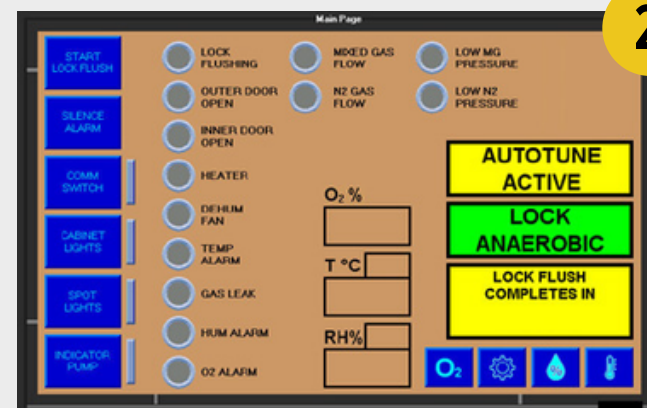 Main Page
2
START
LOCK FLUSH
SILENCE
ALARM
COMM
SWITCH
CABINET
LIGHTS
SPOT
LIGHTS
INDICATOR
PUMP
LOCK
FLUSHING
OUTER DOOR
OPEN
INNER DOOR
OPEN
HEATER
DEHUM
FAN
TEMP
ALARM
GAS LEAK
HUM ALARM
O2 ALARM
MIXED GAS
FLOW
N2 GAS
FLOW
LOW MG
PRESSURE
LOW N2
PRESSURE
O₂ %
T °C
RH%
AUTOTUNE
ACTIVE
LOCK
ANAEROBIC
LOCK FLUSH
COMPLETES IN
O₂